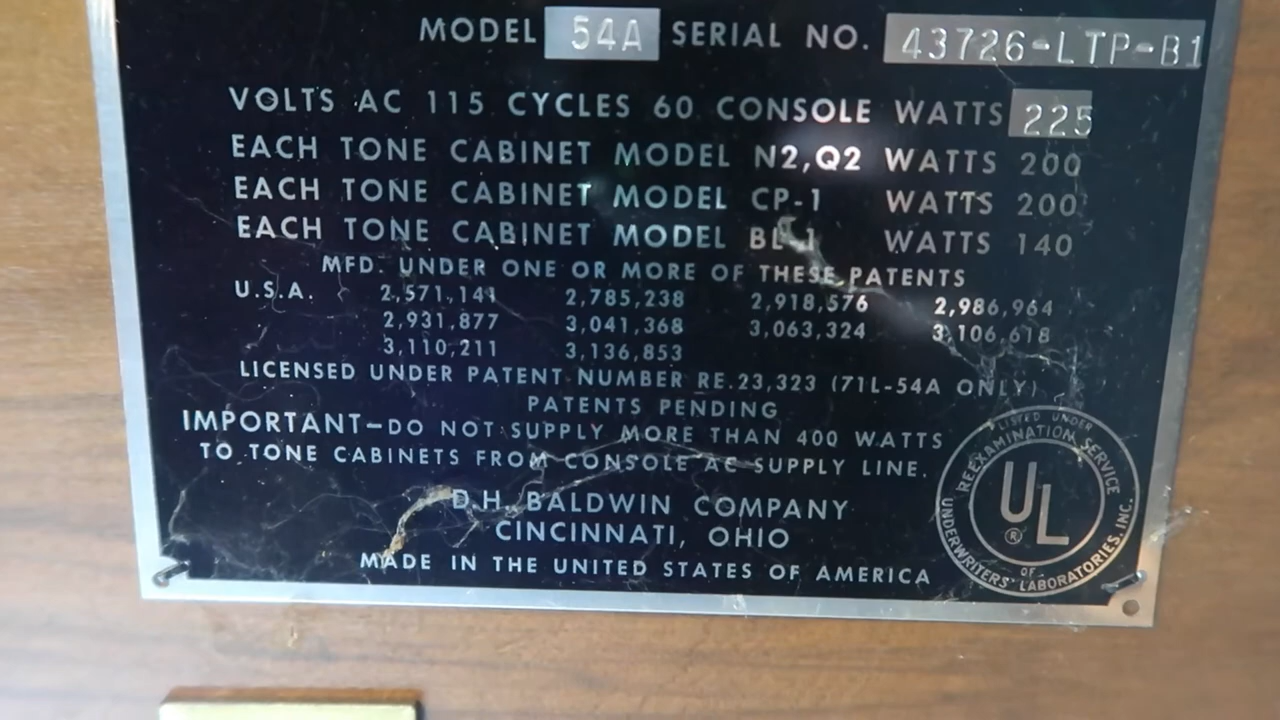 MODEL 54A SERIAL NO. 43726-LTP-B1
VOLTS AC 115 CYCLES 60 CONSOLE WATTS 225
EACH TONE CABINET MODEL N2,Q2 WATTS 200
EACH TONE CABINET MODEL CP-1 WATTS 200
EACH TONE CABINET MODEL BL-1 WATTS 140
MFD. UNDER ONE OR MORE OF THESE PATENTS
U.S.A. 2,571,141 2,785,238 2,918,576 2,986,964
2,931,877 3,041,368 3,063,324 3,106,618
3,110,211 3,136,853
LICENSED UNDER PATENT NUMBER RE.23,323 (71L-54A ONLY)
PATENTS PENDING
IMPORTANT-DO NOT SUPPLY MORE THAN 400 WATTS
TO TONE CABINETS FROM CONSOLE AC SUPPLY LINE.
D.H. BALDWIN COMPANY
CINCINNATI, OHIO
MADE IN THE UNITED STATES OF AMERICA
LISTED UNDER
REEXAMINATION SERVICE
UL
®
OF
UNDERWRITERS' LABORATORIES, INC.